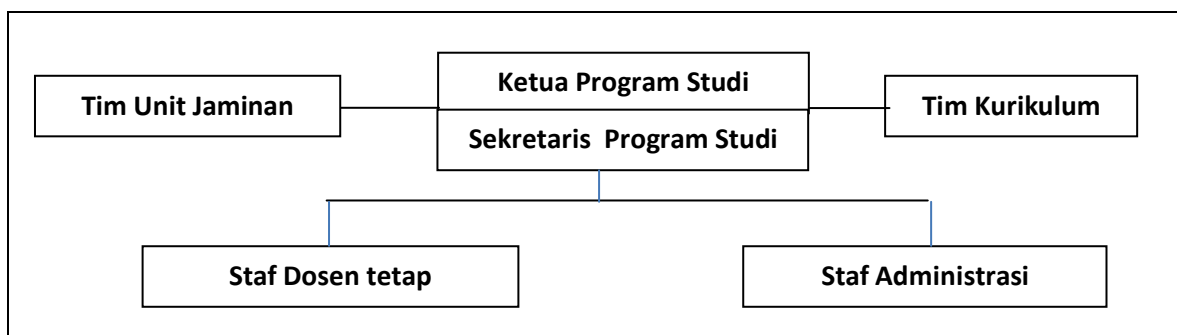 Ketua Program Studi
Tim Unit Jaminan
Tim Kurikulum
Sekretaris Program Studi
Staf Dosen tetap
Staf Administrasi